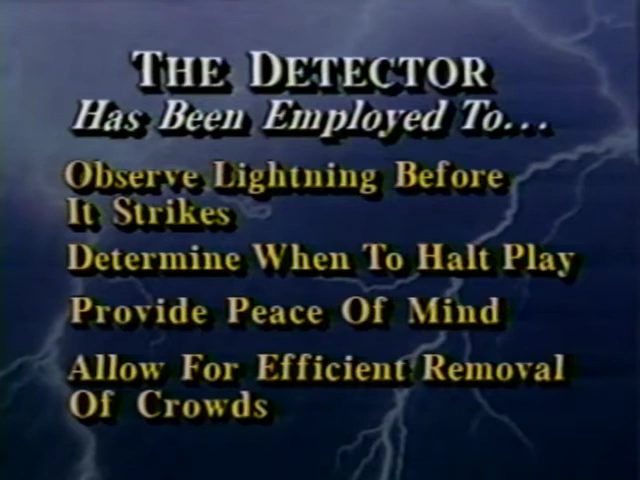 THE DETECTOR
Has Been Employed To...
Observe Lightning Before
It Strikes
Determine When To Halt Play
Provide Peace Of Mind
Allow For Efficient Removal
Of Crowds